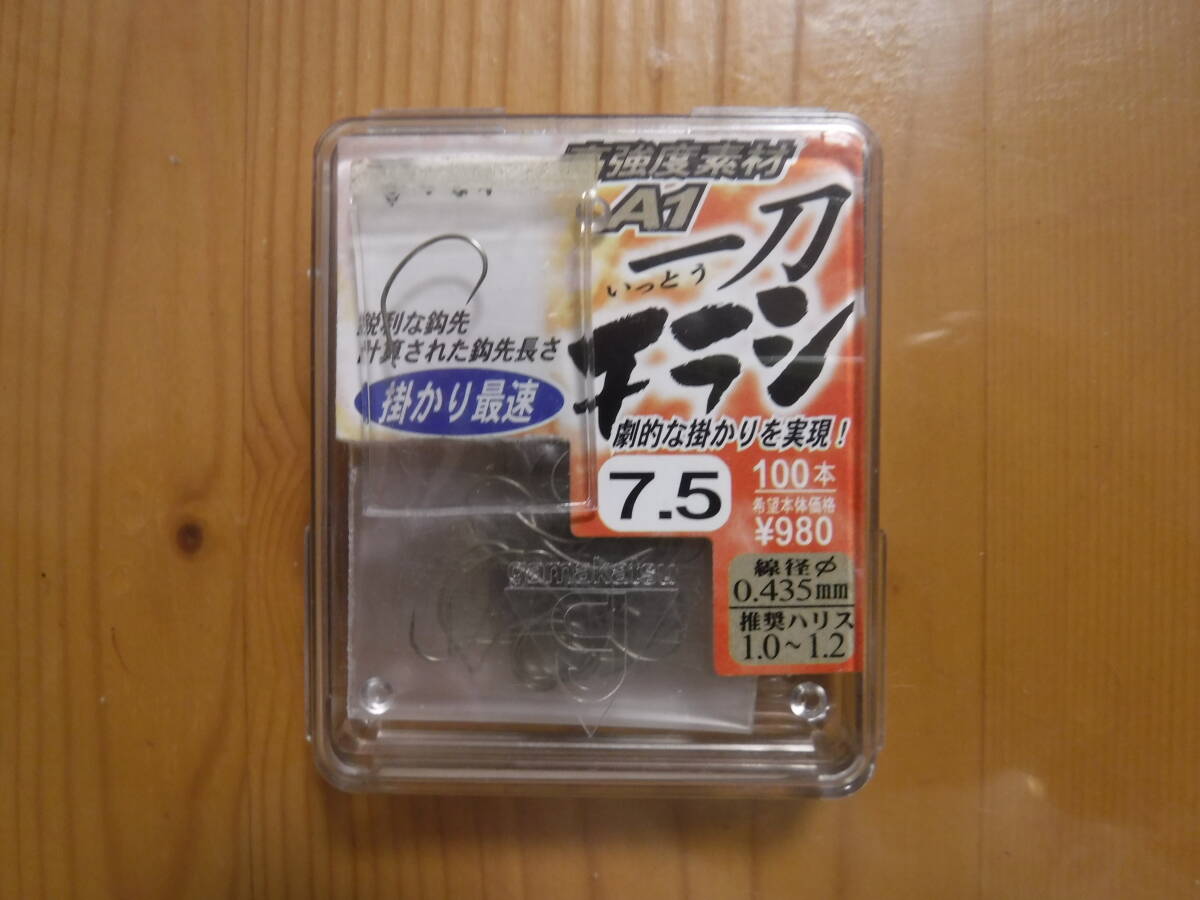 高強度素材
A1
一刀
いっとう
チラシ
鋭利な鈎先
計算された鈎先長さ
掛かり最速
劇的な掛かりを実現!
7.5
100本
希望本体価格
¥980
線径φ
0.435mm
推奨ハリス
1.0~1.2
gamakatsu